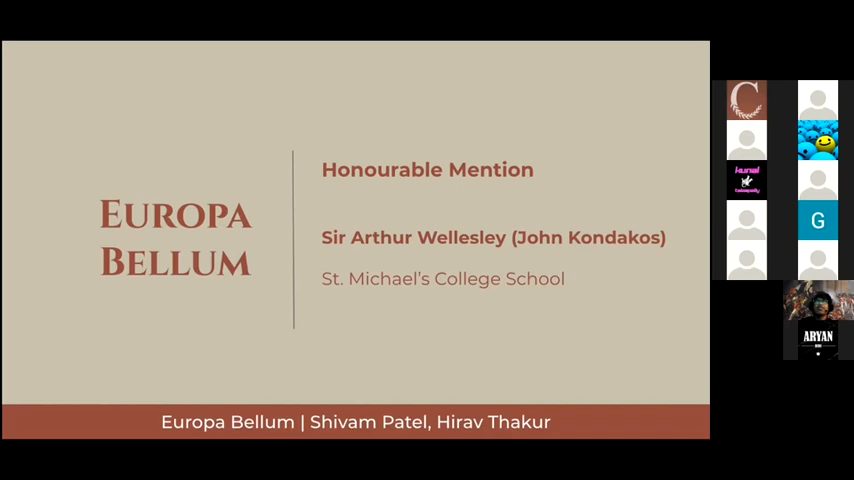 EUROPA
BELLUM
Honourable Mention
Sir Arthur Wellesley (John Kondakos)
St. Michael's College School
Europa Bellum | Shivam Patel, Hirav Thakur
C
kunal
G
ARYAN